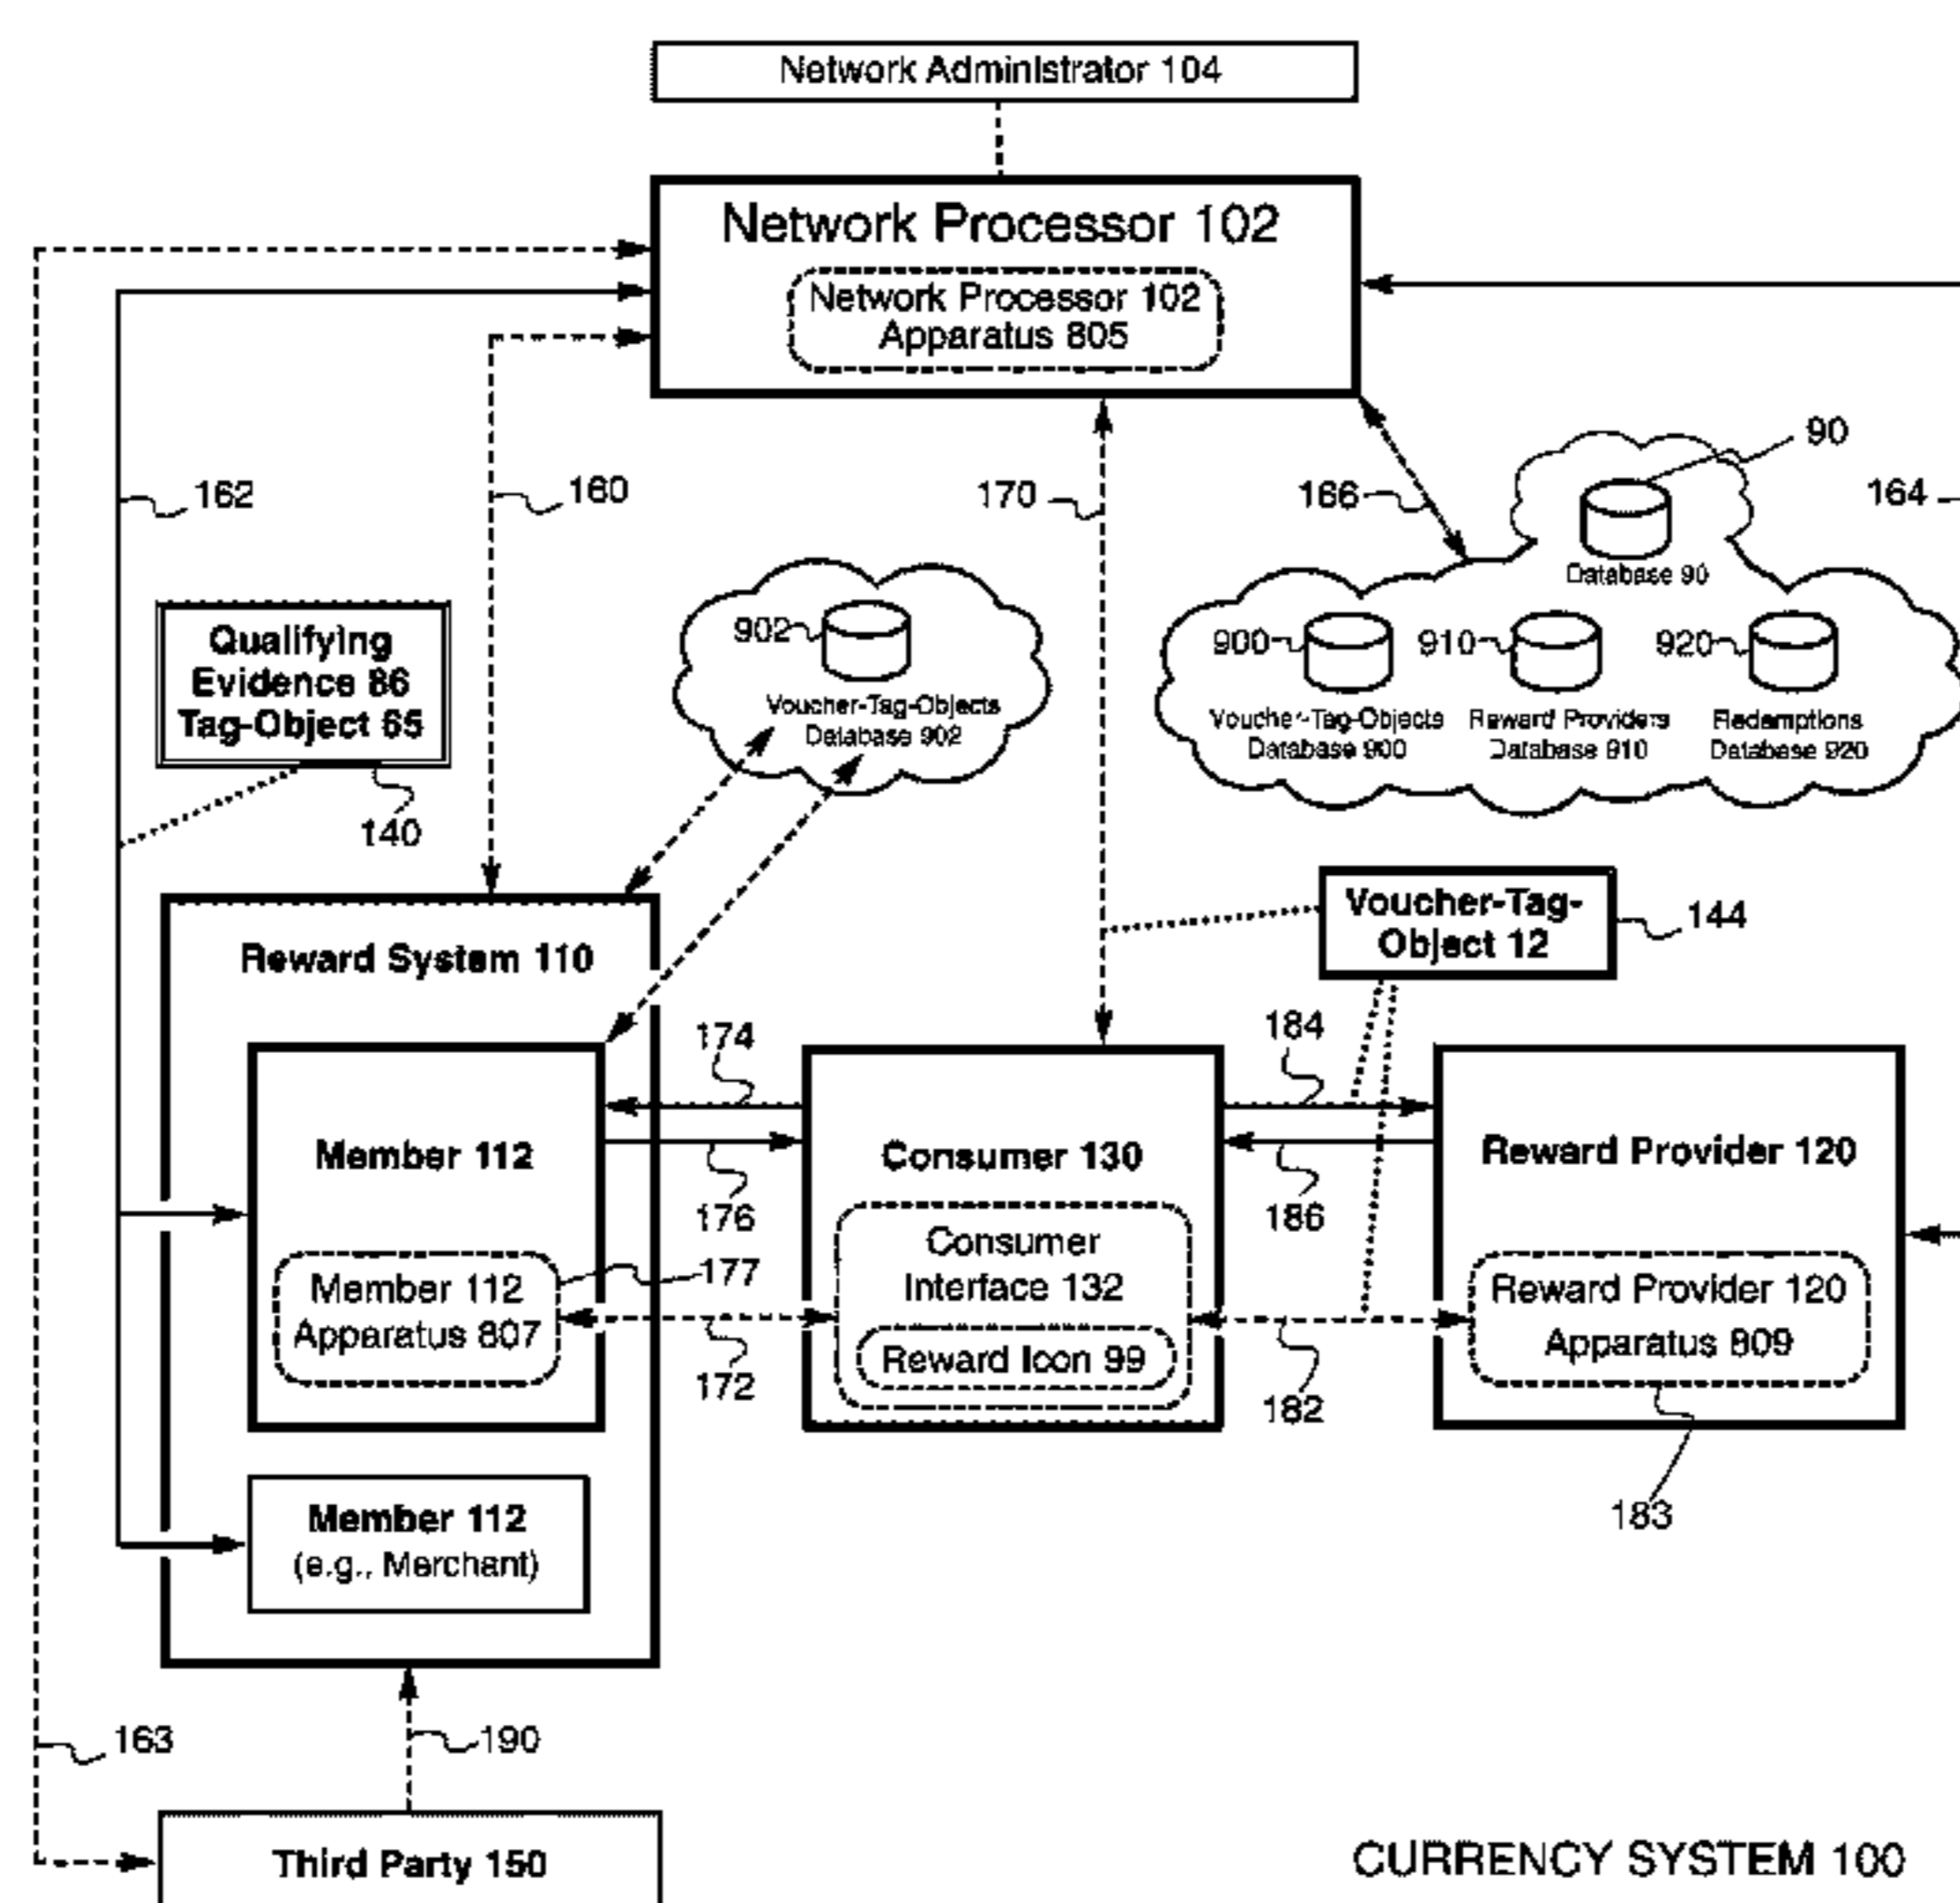 Network Administrator 104
Network Processor 102
Network Processor 102
Apparatus 805
90
162
160
170
166
164
Database 90
902
900
910
920
Qualifying
Evidence 86
Tag-Object 65
Voucher-Tag-Objects
Database 902
Voucher-Tag-Objects
Database 900
Reward Providers
Database 910
Redemptions
Database 920
140
Voucher-Tag-
Object 12
144
Reward System 110
174
184
Member 112
Consumer 130
Reward Provider 120
176
186
Consumer
Interface 132
177
Member 112
Apparatus 807
Reward Provider 120
Apparatus 809
Reward Icon 99
172
182
183
Member 112
(e.g., Merchant)
163
190
Third Party 150
CURRENCY SYSTEM 100